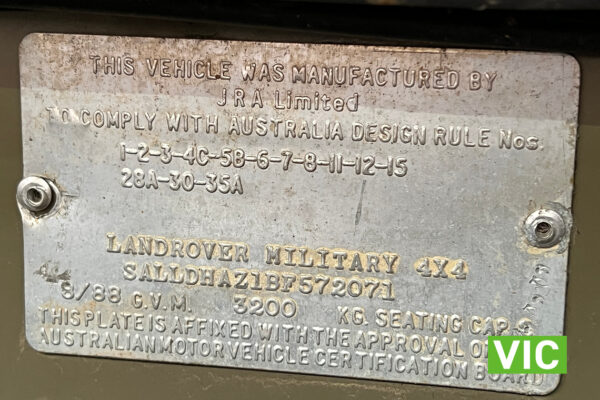 THIS VEHICLE WAS MANUFACTURED BY
JRA Limited
TO COMPLY WITH AUSTRALIA DESIGN RULE Nos.
1-2-3-4C-5B-6-7-8-11-12-15
28A-30-35A
LANDROVER MILITARY 4X4
SALLDHAZ1BF572071
8/88 G.V.M. 3200 KG. SEATING CAP.
THIS PLATE IS AFFIXED WITH THE APPROVAL OF
AUSTRALIAN MOTOR VEHICLE CERTIFICATION BOARD
VIC